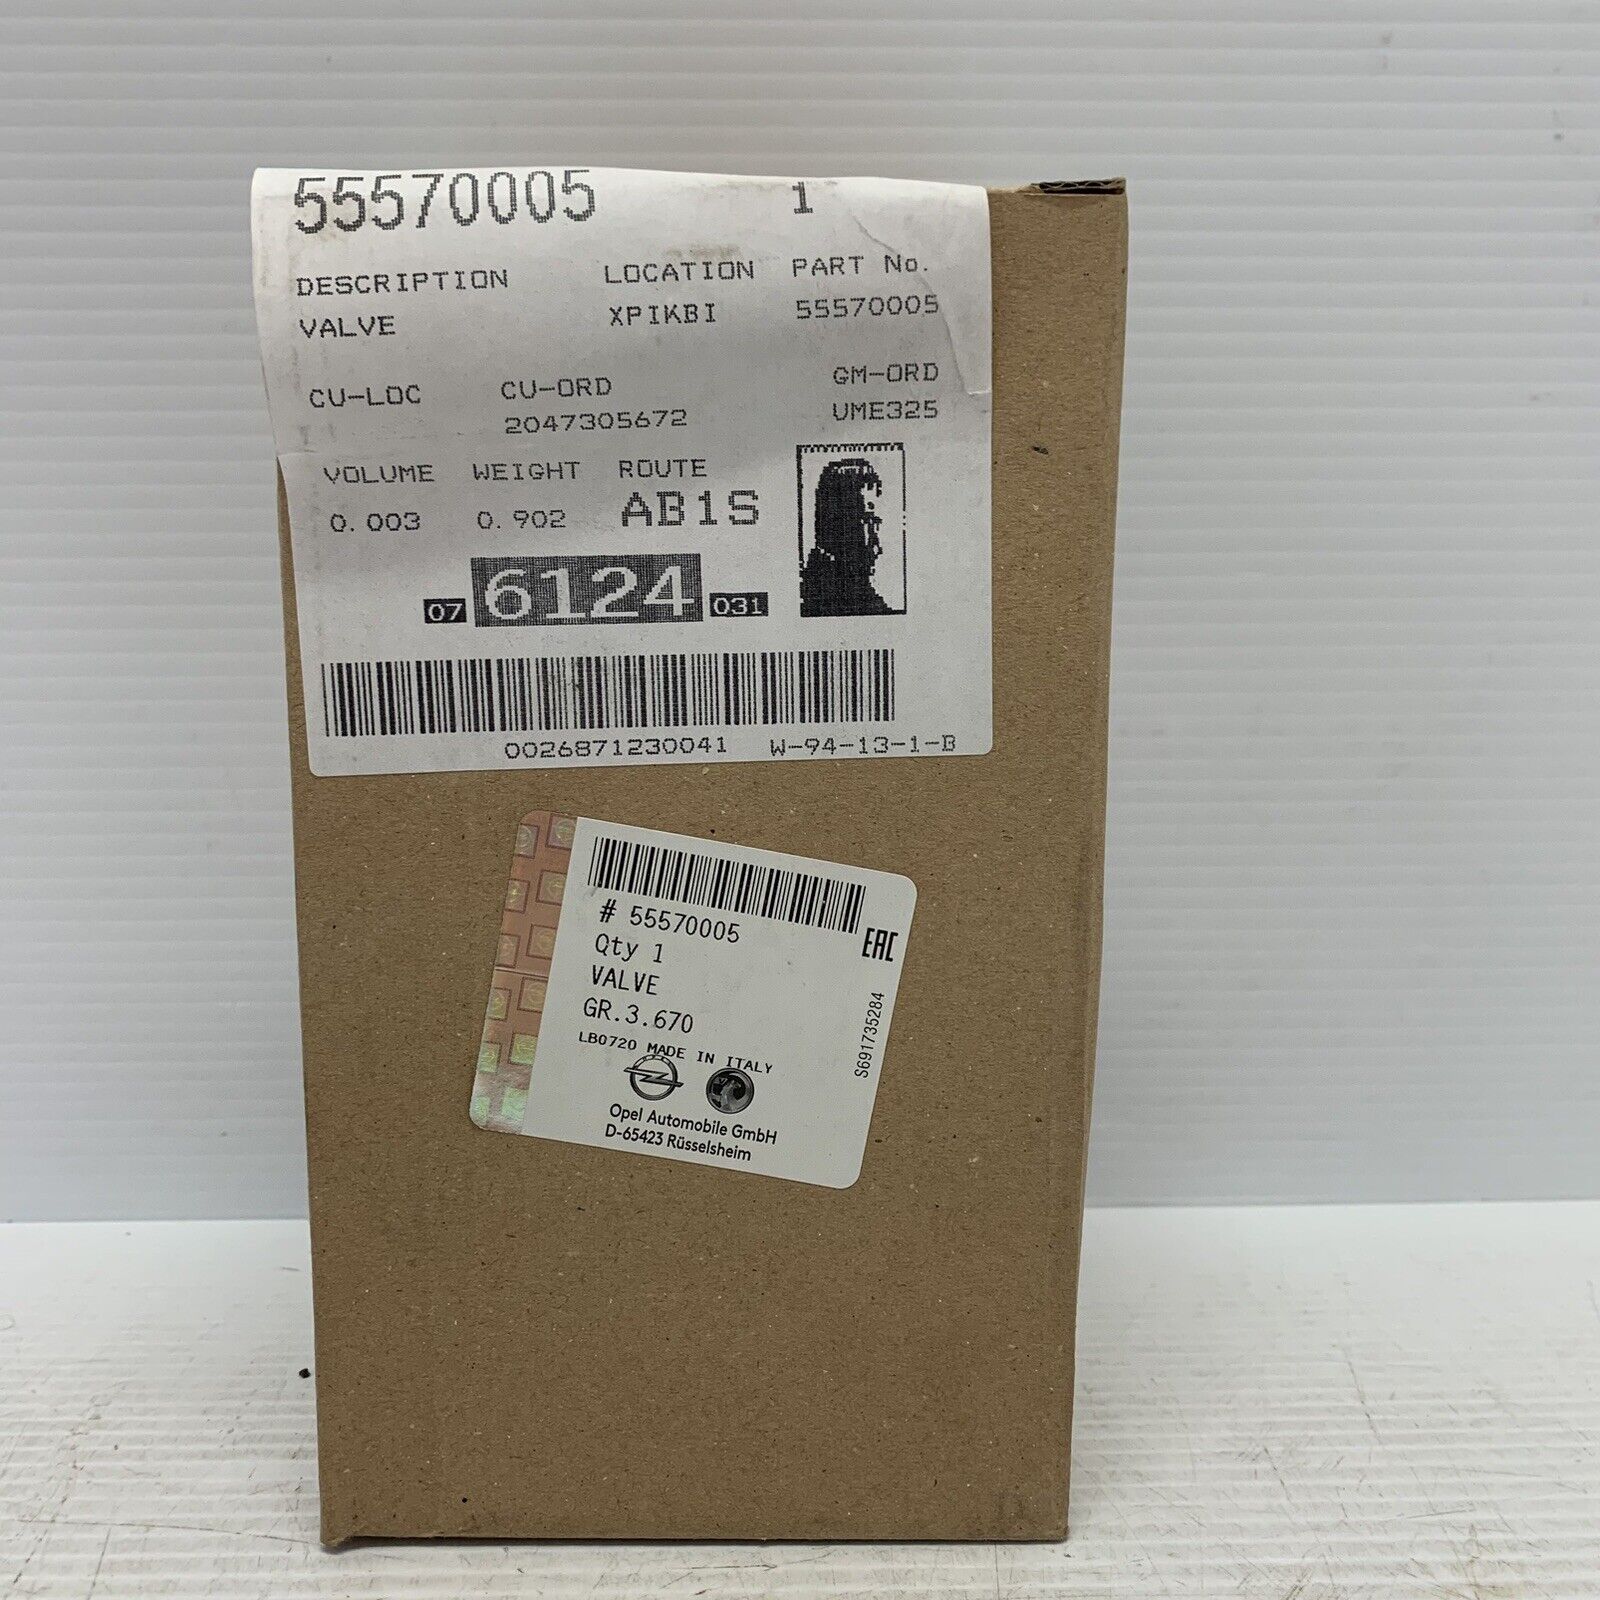 55570005 1
DESCRIPTION LOCATION PART No.
VALVE XPIKBI 55570005
CU-LOC CU-ORD GM-ORD
2047305672 VME325
VOLUME WEIGHT ROUTE
0.003 0.902 AB1S
07 6124 031
0026871230041 W-94-13-1-B
# 55570005
Qty 1
VALVE
GR.3.670
LB0720 MADE IN ITALY
Opel Automobile GmbH
D-65423 Rüsselsheim
EAC
S691735284